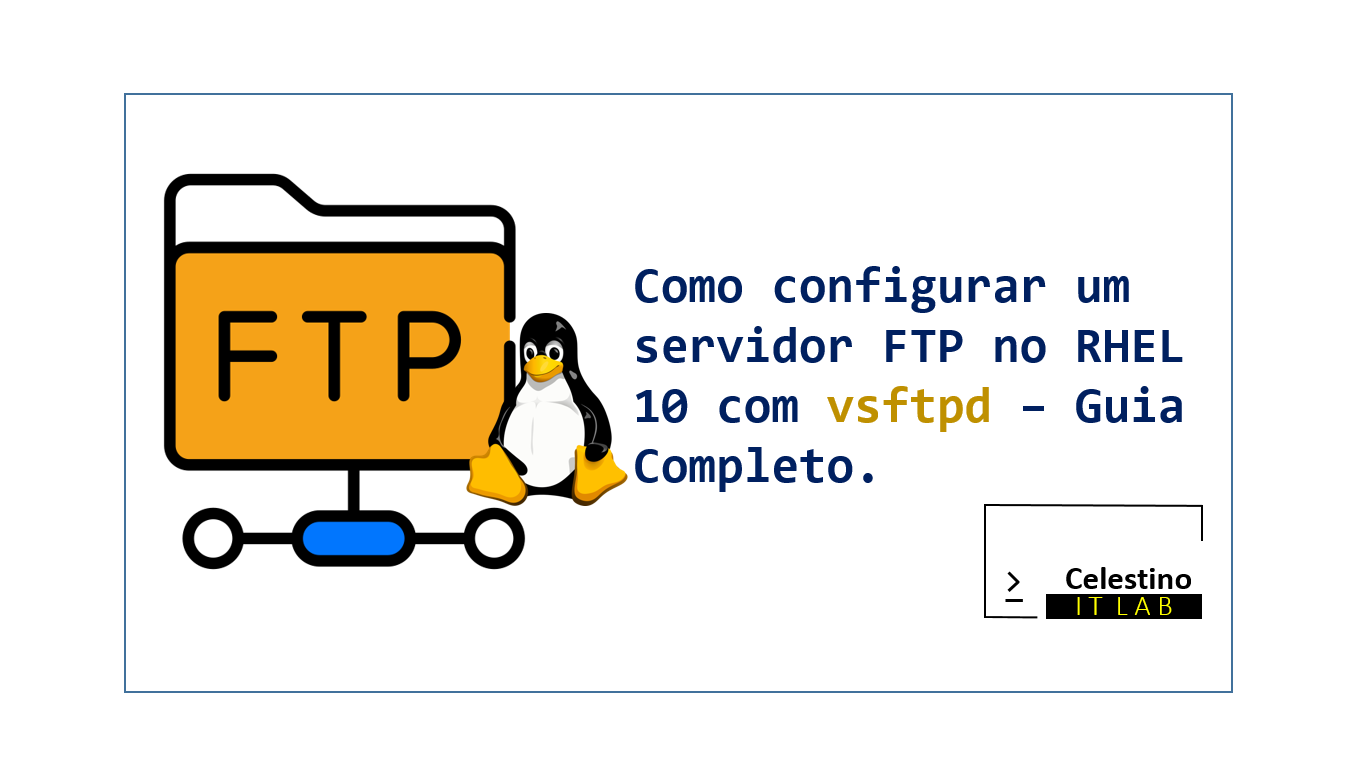 FTP
Como configurar um
servidor FTP no RHEL
10 com vsftpd – Guia
Completo.
>_
Celestino
IT LAB